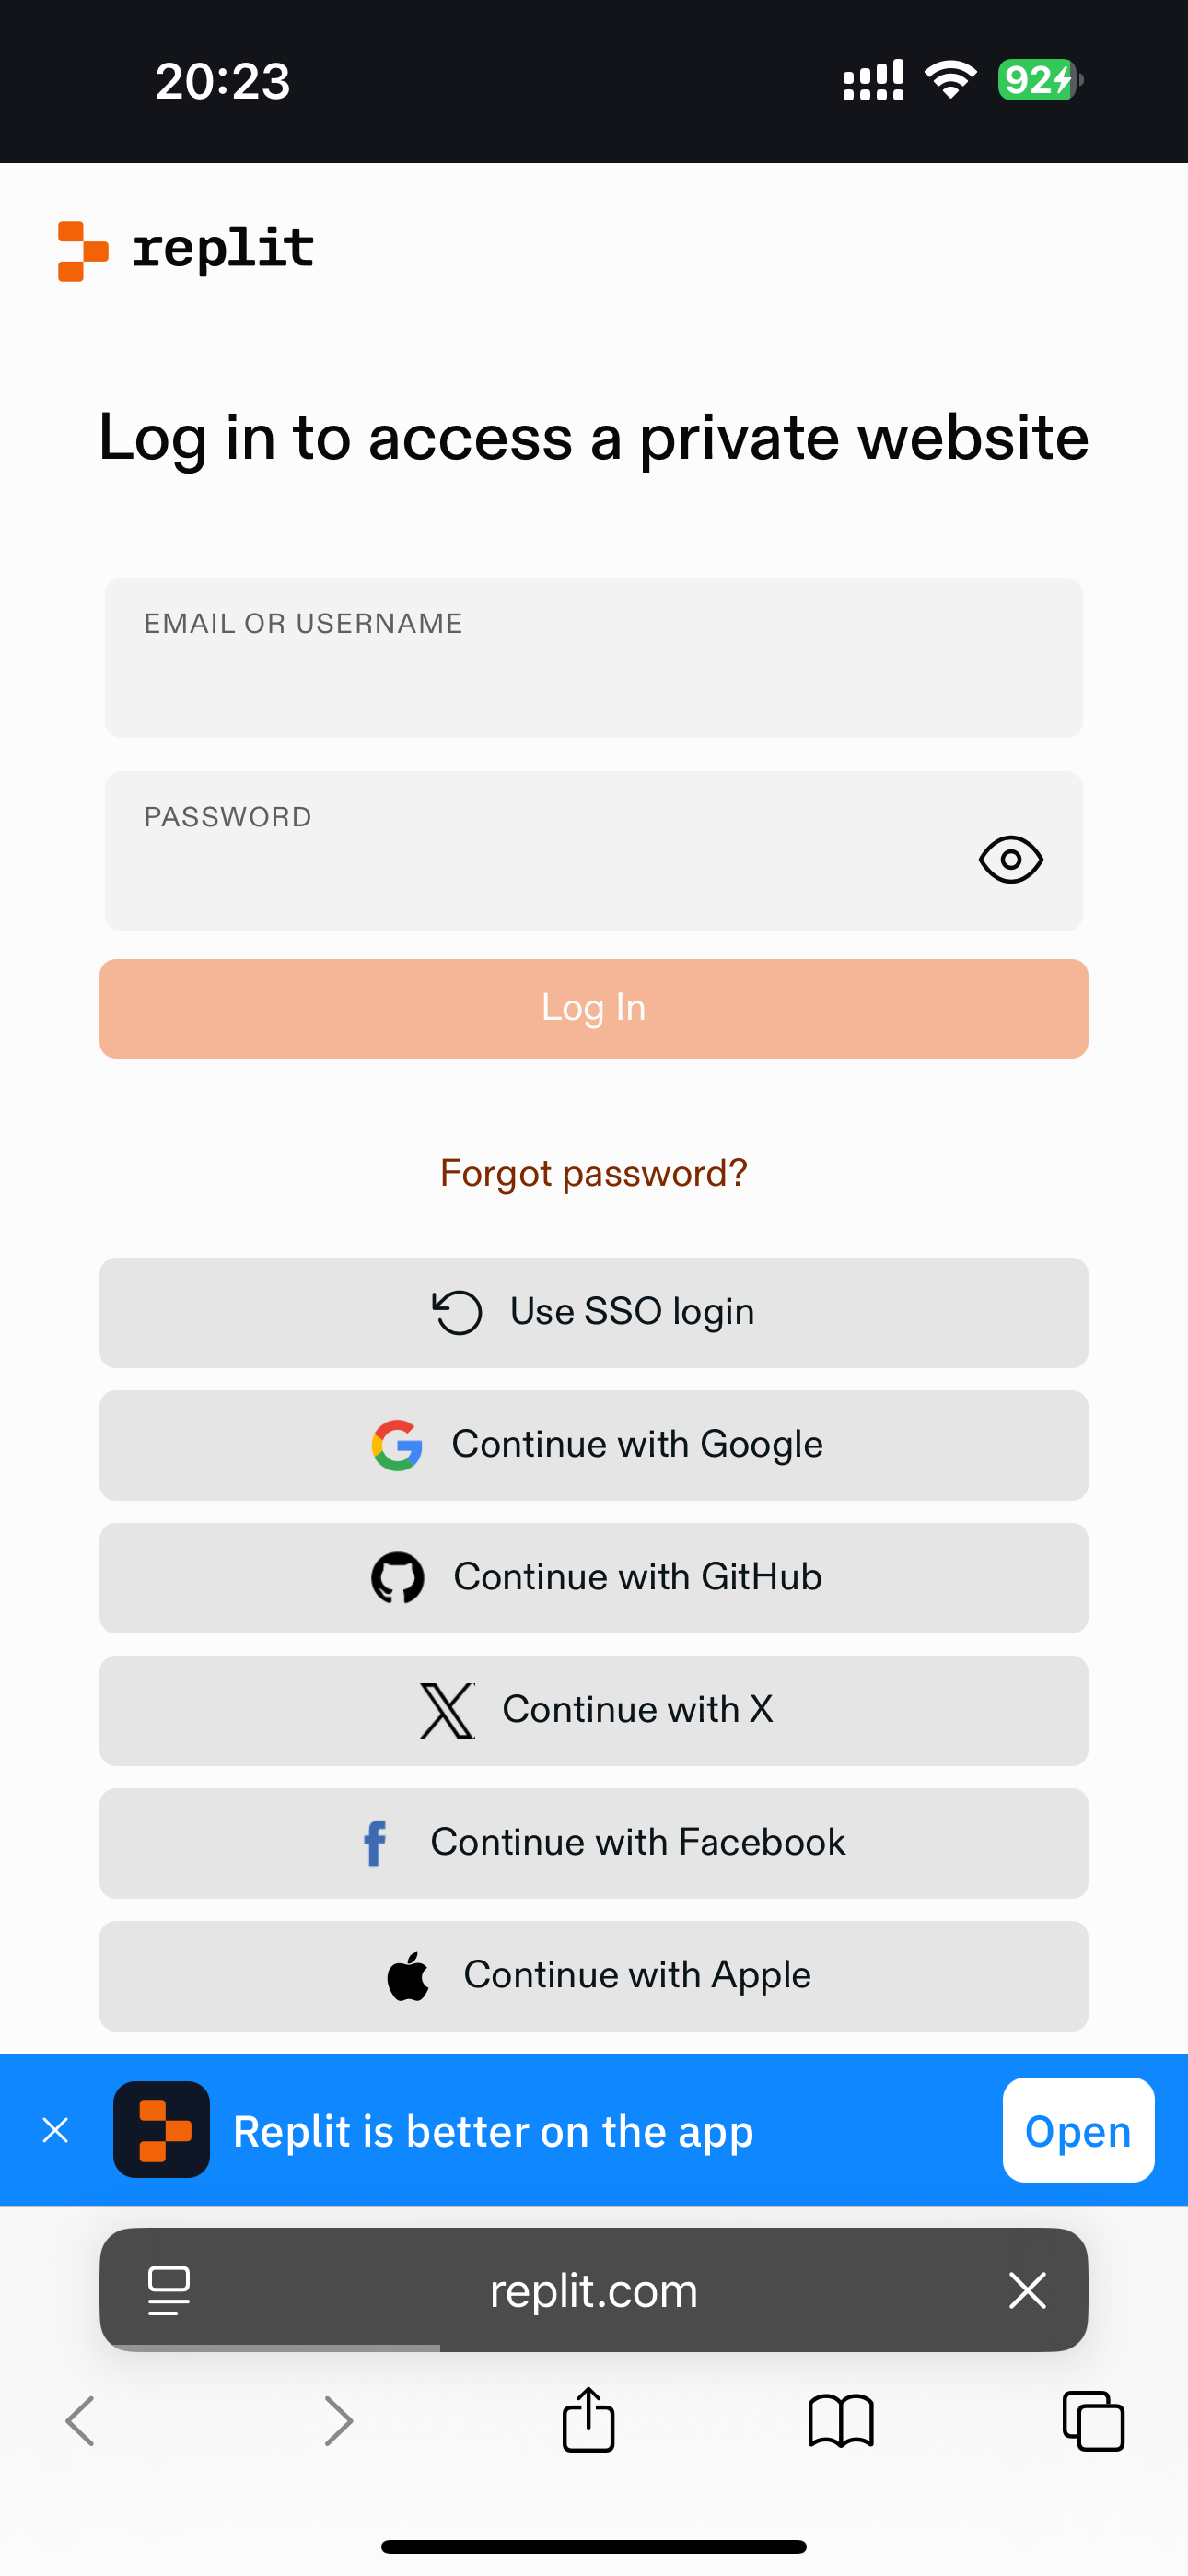 20:23
92
replit
Log in to access a private website
EMAIL OR USERNAME
PASSWORD
Log In
Forgot password?
Use SSO login
Continue with Google
Continue with GitHub
Continue with X
Continue with Facebook
Continue with Apple
Replit is better on the app
Open
replit.com